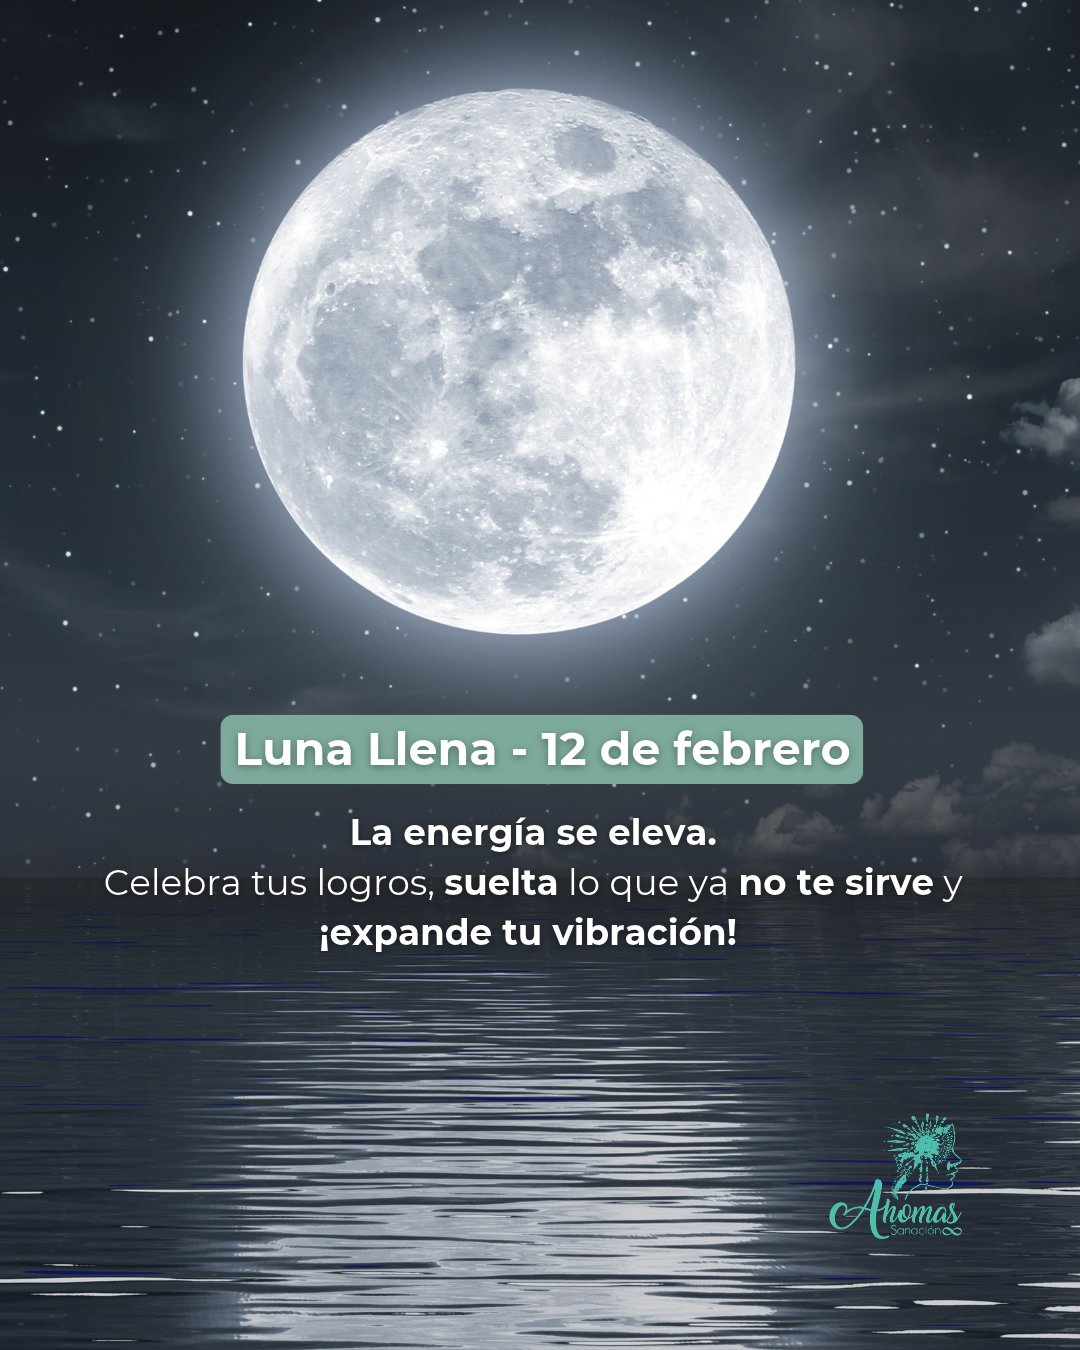 Luna Llena - 12 de febrero
La energía se eleva.
Celebra tus logros, suelta lo que ya no te sirve y
¡expande tu vibración!
Ahomas
Sanación